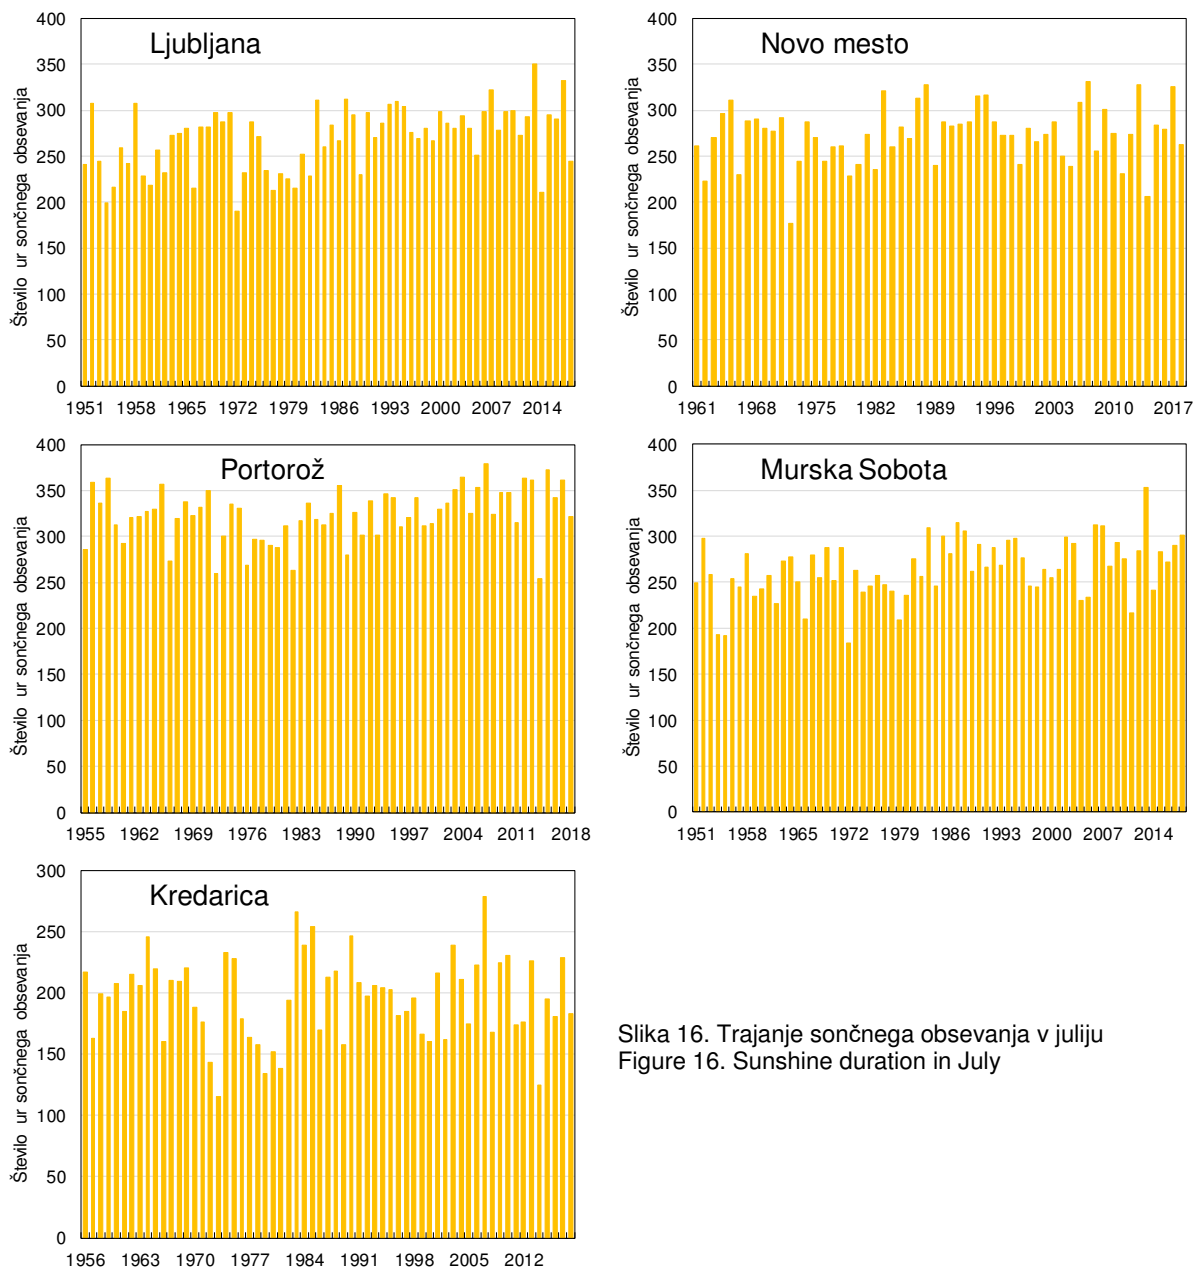 Ljubljana
Število ur sončnega obsevanja
400
350
300
250
200
150
100
50
0
1951 1958 1965 1972 1979 1986 1993 2000 2007 2014
Novo mesto
Število ur sončnega obsevanja
400
350
300
250
200
150
100
50
0
1961 1968 1975 1982 1989 1996 2003 2010 2017
Portorož
Število ur sončnega obsevanja
400
350
300
250
200
150
100
50
0
1955 1962 1969 1976 1983 1990 1997 2004 2011 2018
Murska Sobota
Število ur sončnega obsevanja
400
350
300
250
200
150
100
50
0
1951 1958 1965 1972 1979 1986 1993 2000 2007 2014
Kredarica
Število ur sončnega obsevanja
300
250
200
150
100
50
0
1956 1963 1970 1977 1984 1991 1998 2005 2012
Slika 16. Trajanje sončnega obsevanja v juliju
Figure 16. Sunshine duration in July